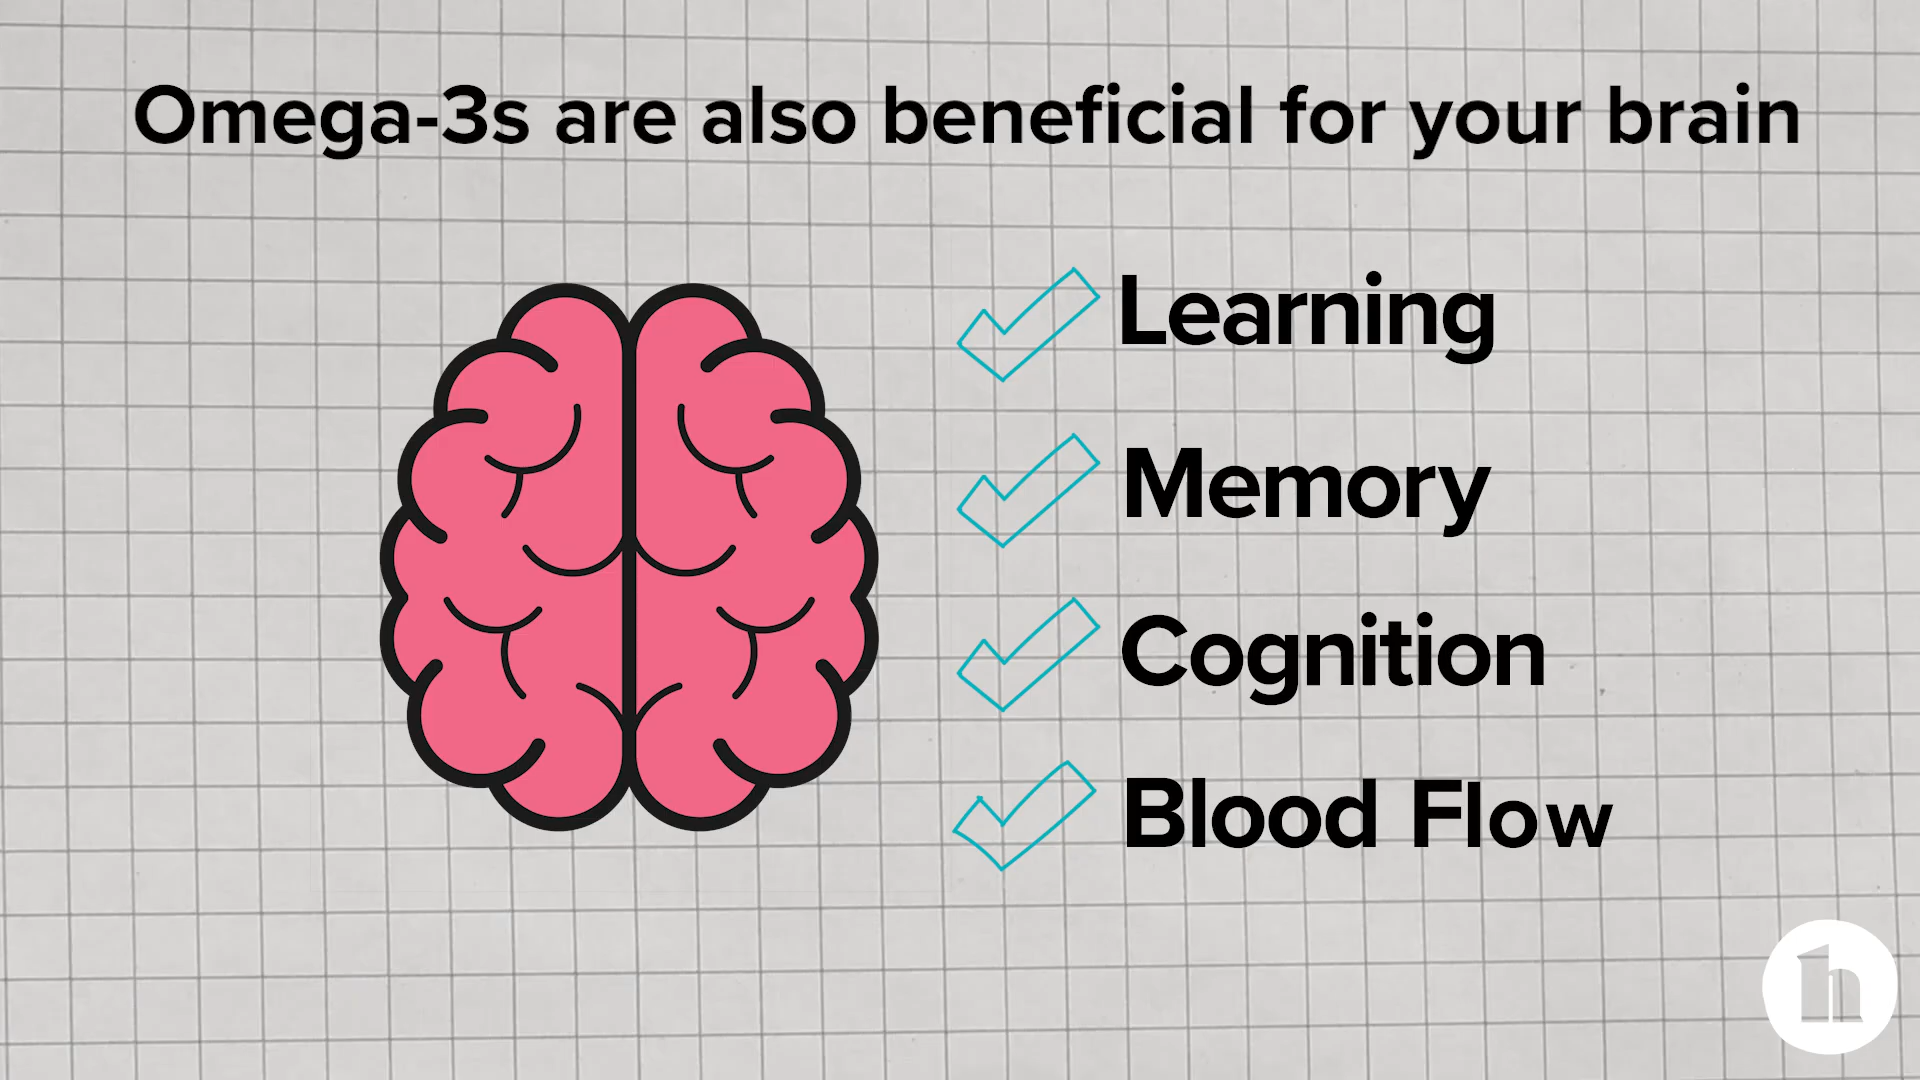 Omega-3s are also beneficial for your brain
Learning
Memory
Cognition
Blood Flow
h